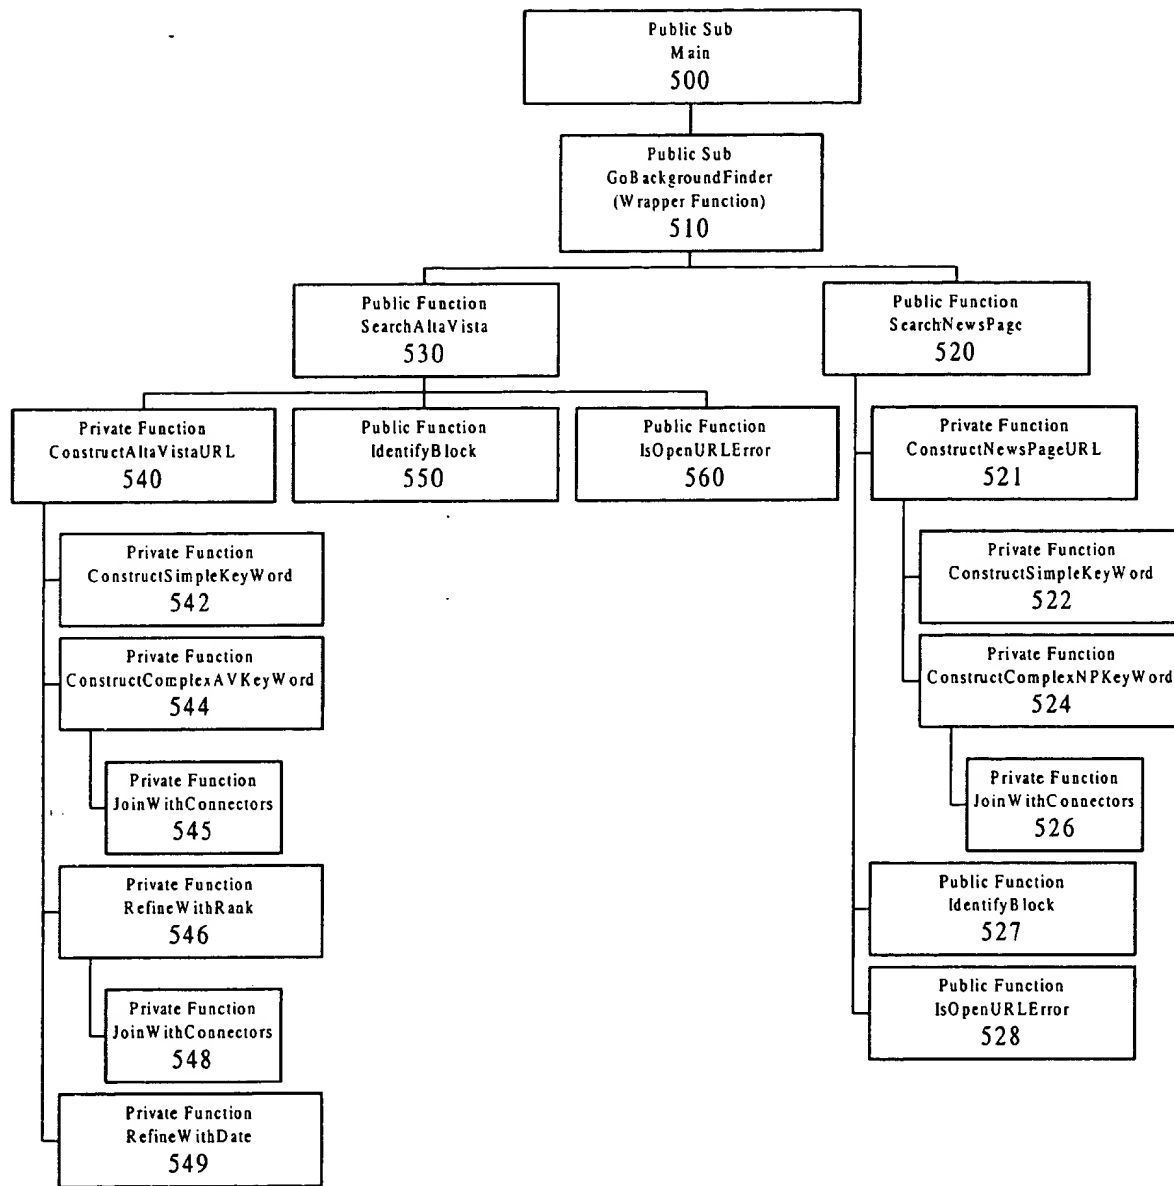 Public Sub
Main
500
Public Sub
GoBackgroundFinder
(Wrapper Function)
510
Public Function
SearchAltaVista
530
Public Function
SearchNewsPage
520
Private Function
ConstructAltaVistaURL
540
Public Function
IdentifyBlock
550
Public Function
IsOpenURLError
560
Private Function
ConstructNewsPageURL
521
Private Function
ConstructSimpleKeyWord
542
Private Function
ConstructSimpleKeyWord
522
Private Function
ConstructComplexAVKeyWord
544
Private Function
ConstructComplexNPKeyWord
524
Private Function
JoinWithConnectors
545
Private Function
JoinWithConnectors
526
Private Function
RefineWithRank
546
Public Function
IdentifyBlock
527
Private Function
JoinWithConnectors
548
Public Function
IsOpenURLError
528
Private Function
RefineWithDate
549